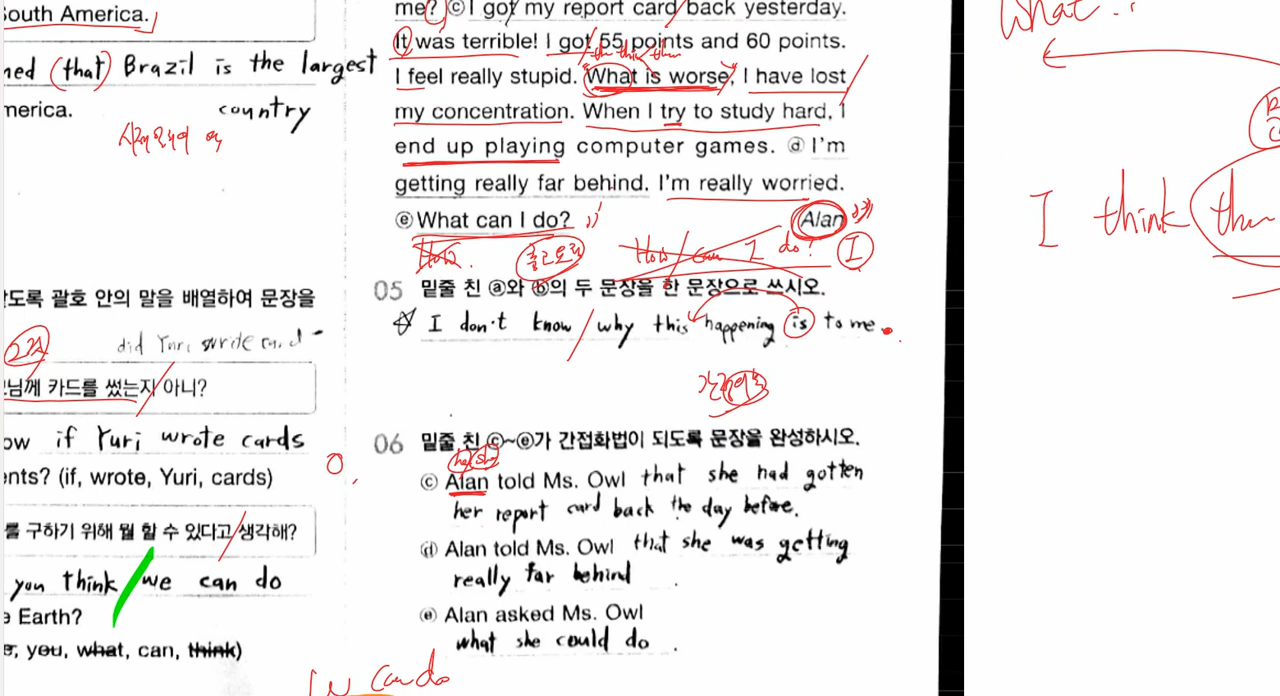 South America.
ned (that) Brazil is the largest
merica. country
도록 괄호 안의 말을 배열하여 문장을
did Yuri wrote
님께 카드를 썼는지 아니?
ow if Yuri wrote cards
nts? (if, wrote, Yuri, cards)
를 구하기 위해 뭘 할 수 있다고 생각해?
you think we can do
Earth?
you, what, can, think)
me? ⓒ I got my report card back yesterday.
It was terrible! I got 55 points and 60 points.
I feel really stupid. What is worse, I have lost
my concentration. When I try to study hard, I
end up playing computer games. ⓓ I'm
getting really far behind. I'm really worried.
ⓔ What can I do?
Alan
How
How can I do?
I
05 밑줄 친 ⓐ와 ⓑ의 두 문장을 한 문장으로 쓰시오.
I don't know why this happening is to me.
06 밑줄 친 ⓒ~ⓔ가 간접화법이 되도록 문장을 완성하시오.
he she
ⓒ Alan told Ms. Owl that she had gotten
her report card back the day before.
ⓓ Alan told Ms. Owl that she was getting
really far behind.
ⓔ Alan asked Ms. Owl
what she could do.
can do
What
I think